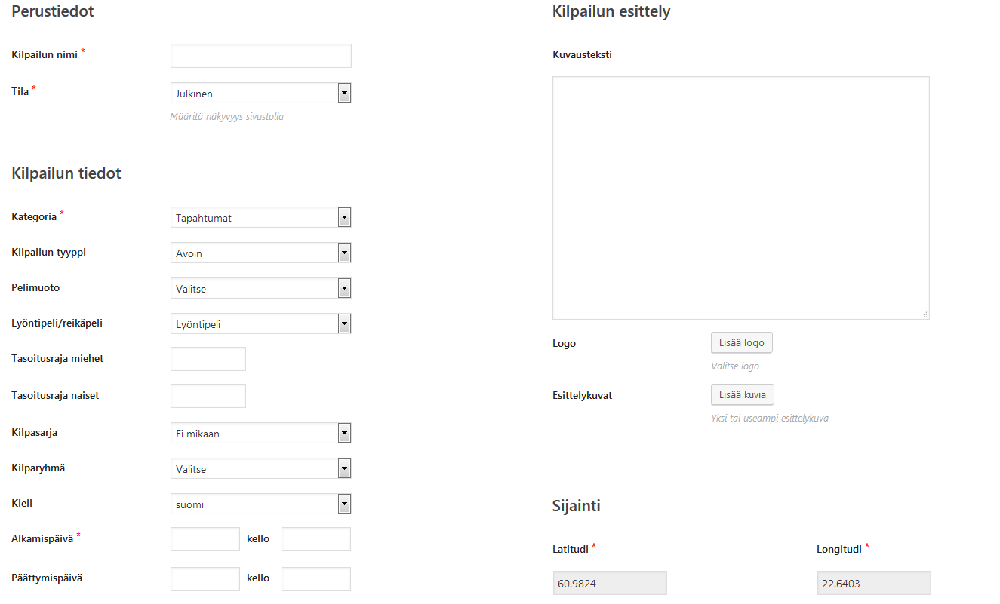 Perustiedot
Kilpailun nimi *
Tila * Julkinen
Määritä näkyvyys sivustolla
Kilpailun tiedot
Kategoria * Tapahtumat
Kilpailun tyyppi Avoin
Pelimuoto Valitse
Lyöntipeli/reikäpeli Lyöntipeli
Tasoitusraja miehet
Tasoitusraja naiset
Kilpasarja Ei mikään
Kilparyhmä Valitse
Kieli suomi
Alkamispäivä * kello
Päättymispäivä kello
Kilpailun esittely
Kuvausteksti
Logo Lisää logo
Valitse logo
Esittelykuvat Lisää kuvia
Yksi tai useampi esittelykuva
Sijainti
Latitudi * Longitudi *
60.9824 22.6403